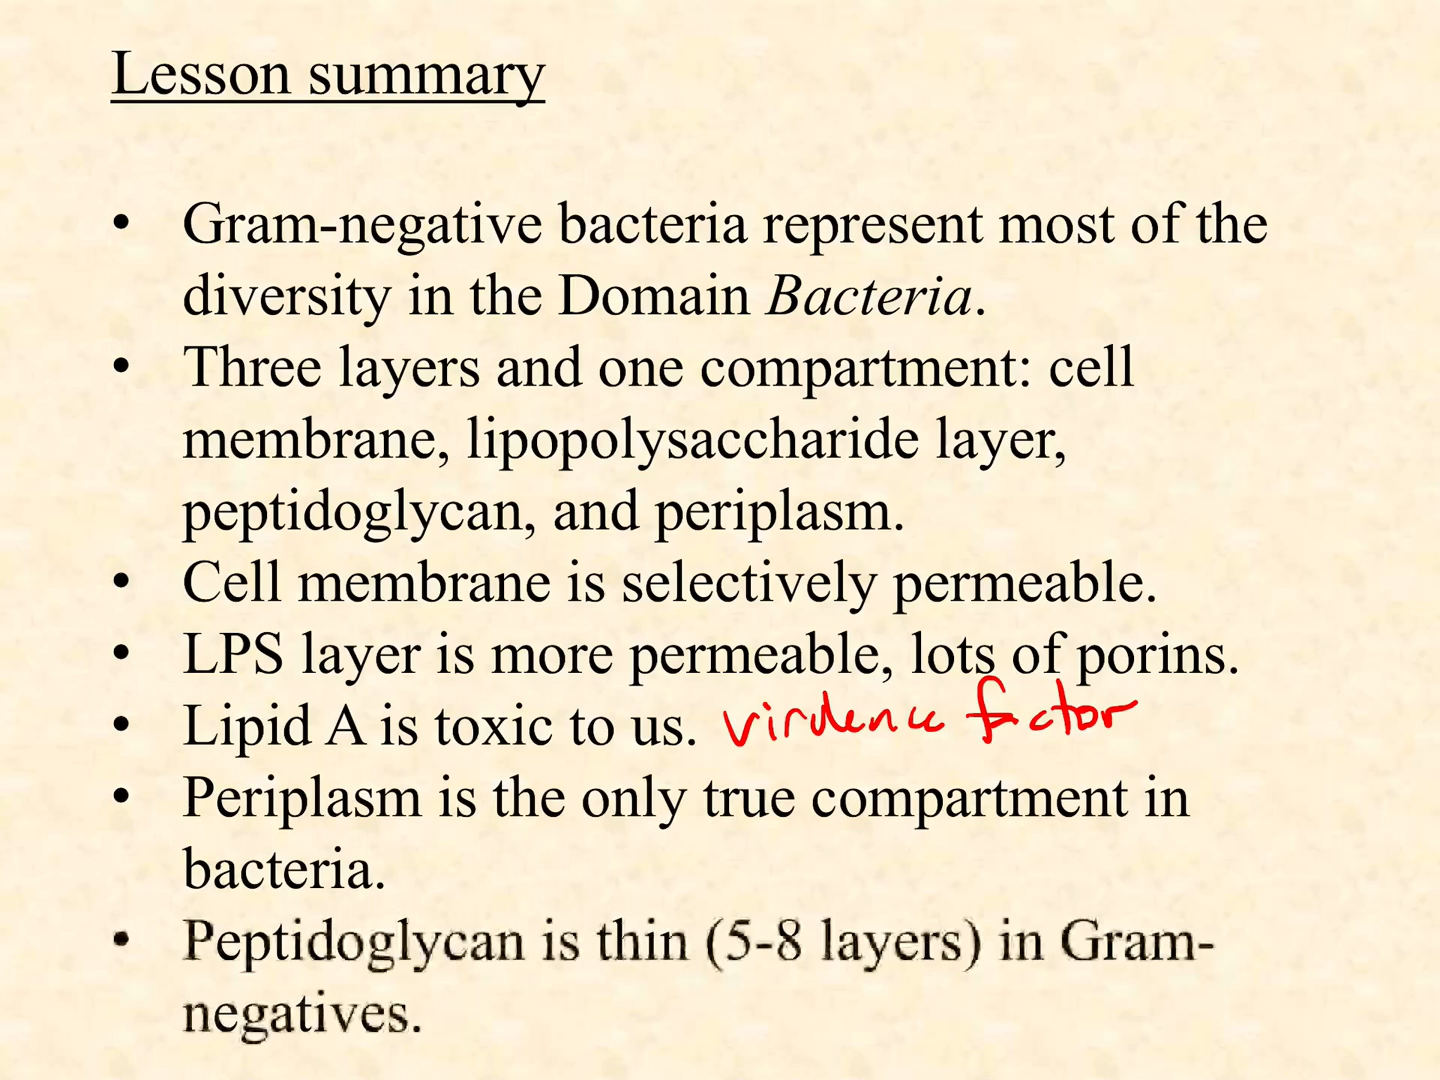 Lesson summary
• Gram-negative bacteria represent most of the
diversity in the Domain Bacteria.
• Three layers and one compartment: cell
membrane, lipopolysaccharide layer,
peptidoglycan, and periplasm.
• Cell membrane is selectively permeable.
• LPS layer is more permeable, lots of porins.
• Lipid A is toxic to us. virulence factor
• Periplasm is the only true compartment in
bacteria.
• Peptidoglycan is thin (5-8 layers) in Gram-
negatives.